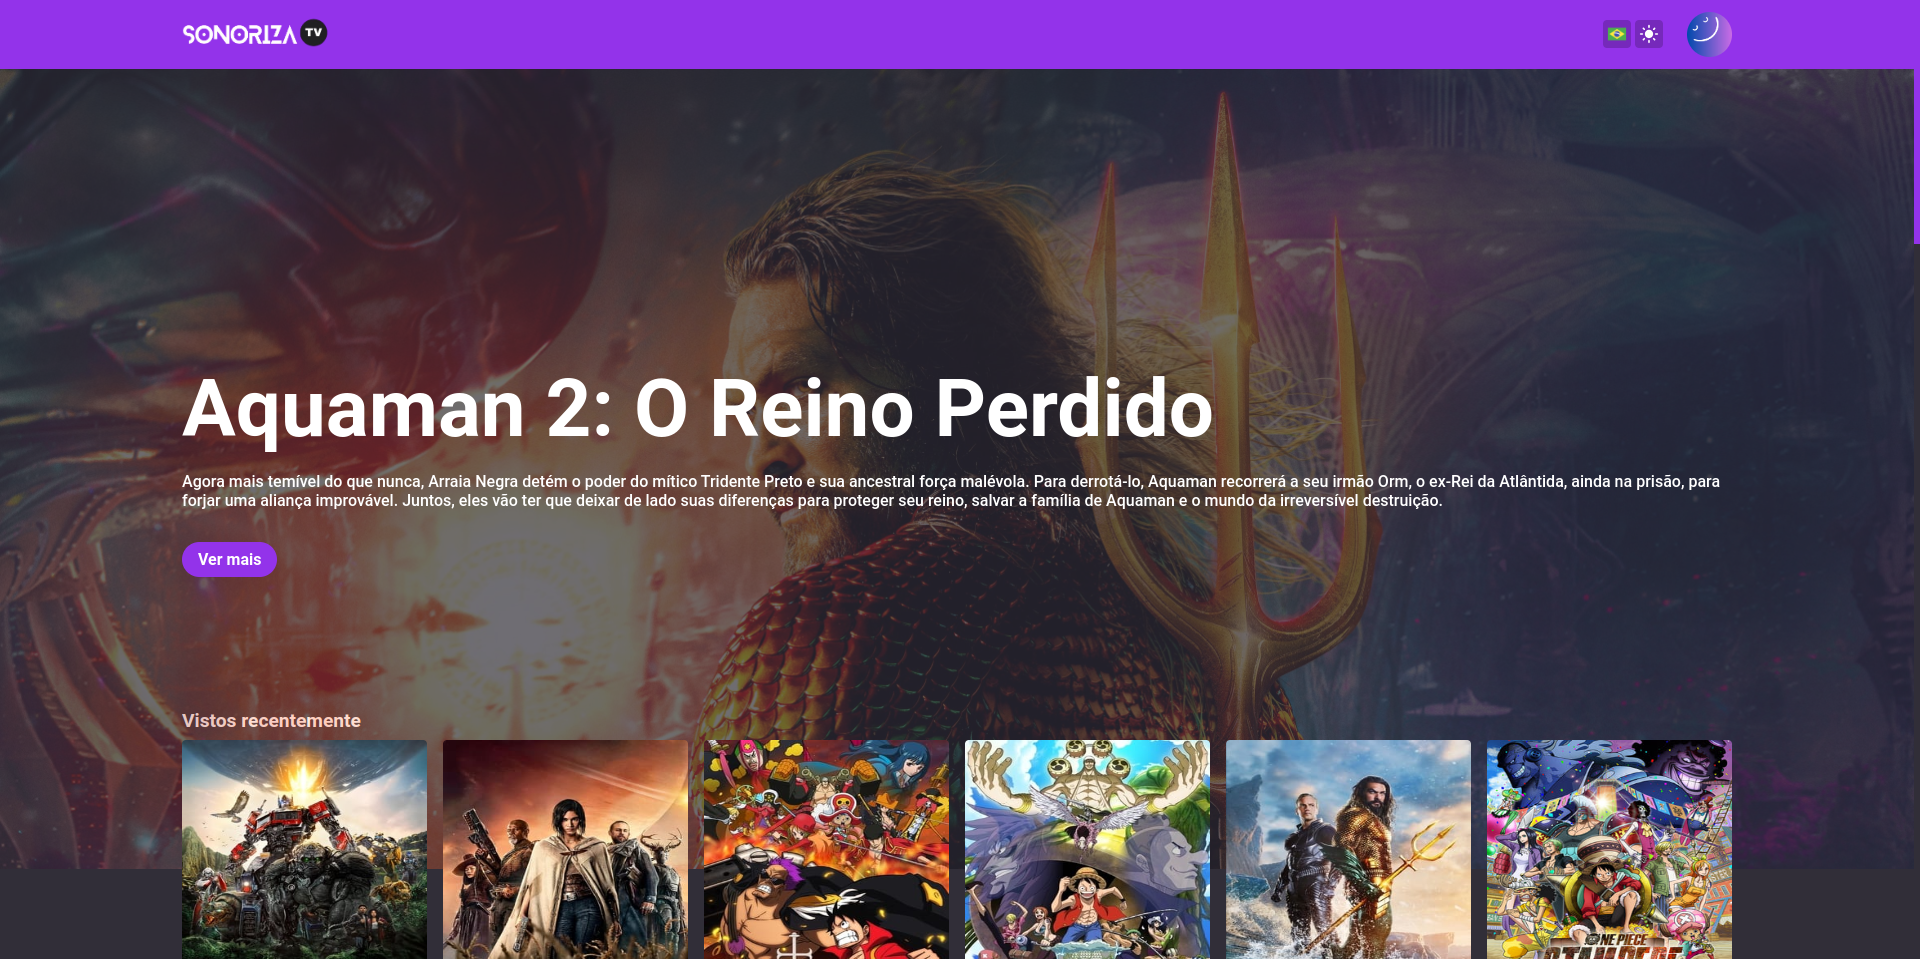 SONORIZA TV
Aquaman 2: O Reino Perdido
Agora mais temível do que nunca, Arraia Negra detém o poder do mítico Tridente Preto e sua ancestral força malévola. Para derrotá-lo, Aquaman recorrerá a seu irmão Orm, o ex-Rei da Atlântida, ainda na prisão, para
forjar uma aliança improvável. Juntos, eles vão ter que deixar de lado suas diferenças para proteger seu reino, salvar a família de Aquaman e o mundo da irreversível destruição.
Ver mais
Vistos recentemente
ONE PIECE